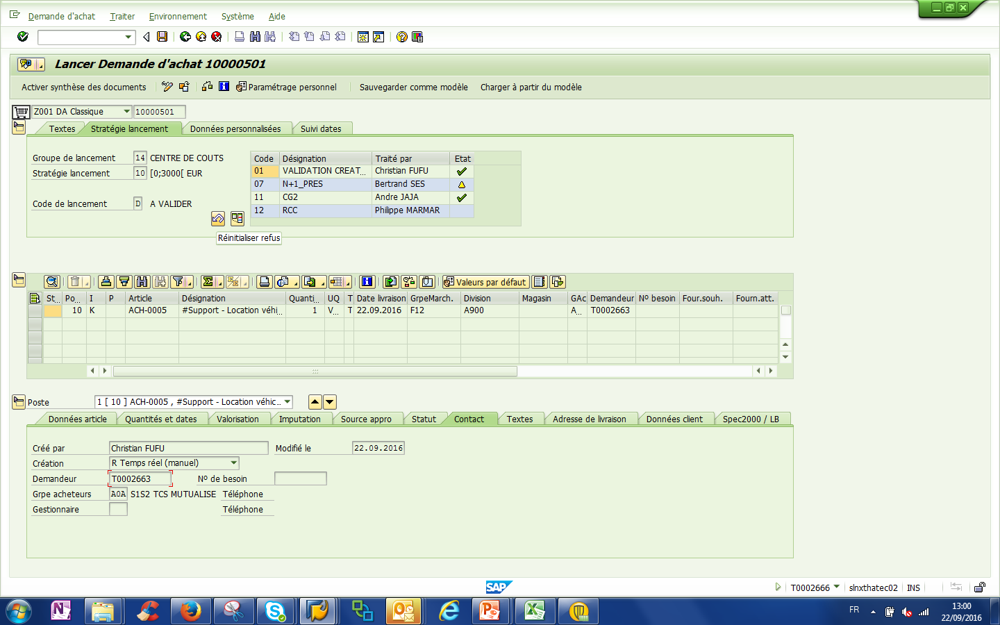 Demande d'achat Traiter Environnement Système Aide
Lancer Demande d'achat 10000501
Activer synthèse des documents Paramétrage personnel Sauvegarder comme modèle Charger à partir du modèle
Z001 DA Classique 10000501
Textes Stratégie lancement Données personnalisées Suivi dates
Groupe de lancement 14 CENTRE DE COUTS
Stratégie lancement 10 [0;3000[ EUR
Code de lancement D A VALIDER
Code Désignation Traité par Etat
01 VALIDATION CREAT... Christian FUFU
07 N+1_PRES Bertrand SES
11 CG2 Andre JAJA
12 RCC Philippe MARMAR
Réinitialiser refus
Valeurs par défaut
St... Po... I P Article Désignation Quanti... UQ T Date livraison GrpeMarch. Division Magasin GAc Demandeur Nº besoin Four.souh. Fourn.att.
10 K ACH-0005 #Support - Location véhi... 1 V... T 22.09.2016 F12 A900 A... T0002663
Poste 1 [ 10 ] ACH-0005 , #Support - Location véhic...
Données article Quantités et dates Valorisation Imputation Source appro Statut Contact Textes Adresse de livraison Données client Spec2000 / LB
Créé par Christian FUFU Modifié le 22.09.2016
Création R Temps réel (manuel)
Demandeur T0002663 Nº de besoin
Grpe acheteurs A0A S1S2 TCS MUTUALISE Téléphone
Gestionnaire Téléphone
SAP
T0002666 slnxthatec02 INS
FR 13:00
22/09/2016